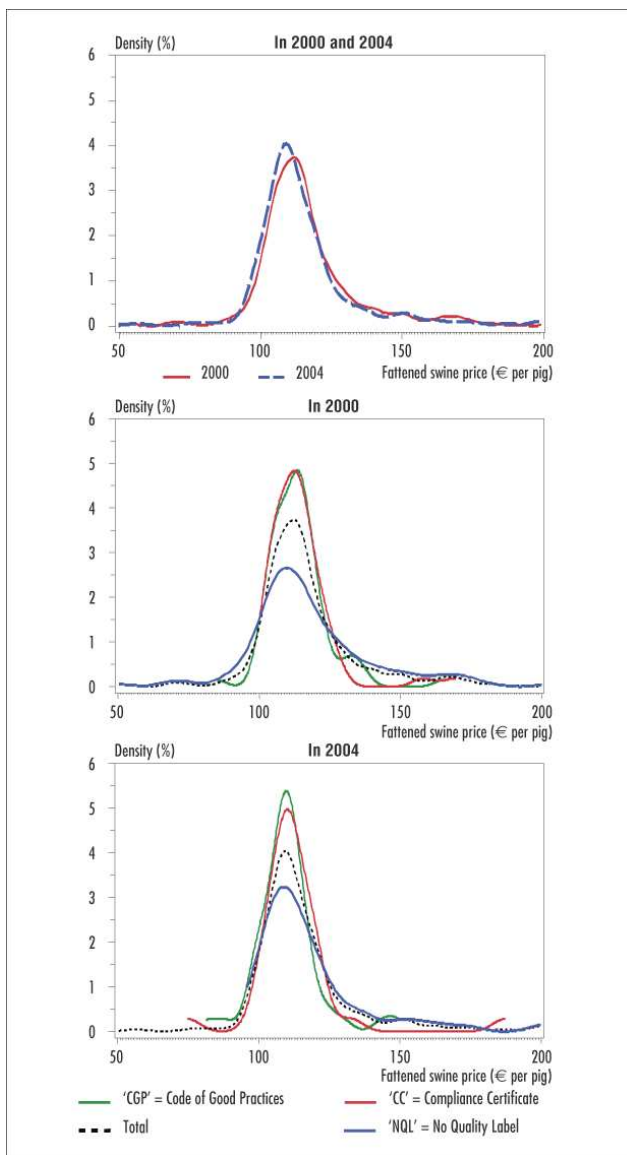 Density (%) In 2000 and 2004
6
5
4
3
2
1
0
50 100 150 200
2000 2004 Fattened swine price (€ per pig)
Density (%) In 2000
6
5
4
3
2
1
0
50 100 150 200
Fattened swine price (€ per pig)
Density (%) In 2004
6
5
4
3
2
1
0
50 100 150 200
Fattened swine price (€ per pig)
'CGP' = Code of Good Practices 'CC' = Compliance Certificate
Total 'NQL' = No Quality Label